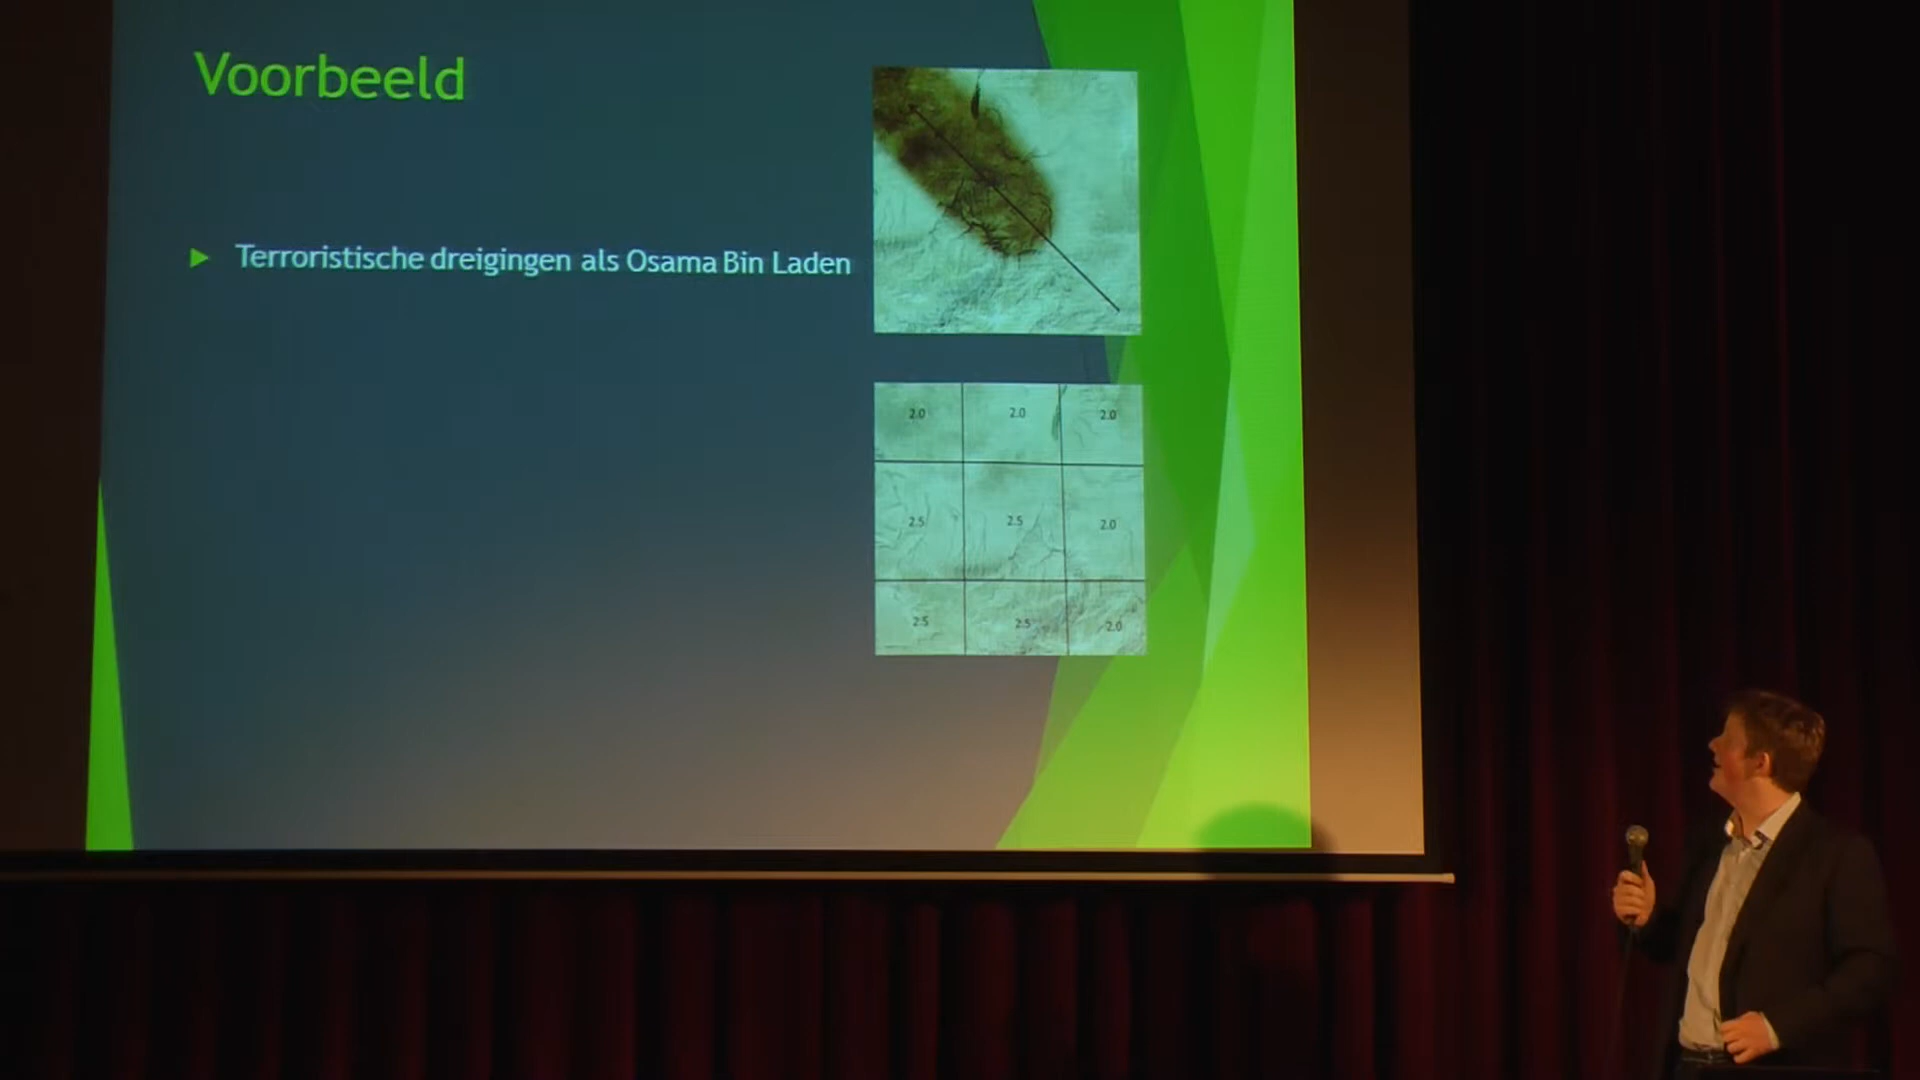 Voorbeeld
Terroristische dreigingen als Osama Bin Laden
2.0 2.0 2.0
2.5 2.5 2.0
2.5 2.5 2.0